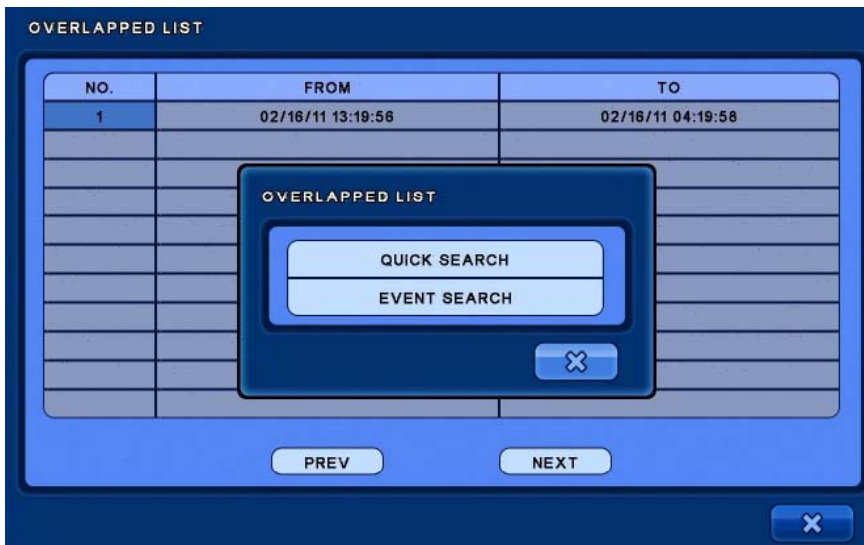 OVERLAPPED LIST
NO. FROM TO
1 02/16/11 13:19:56 02/16/11 04:19:58
OVERLAPPED LIST
QUICK SEARCH
EVENT SEARCH
PREV NEXT